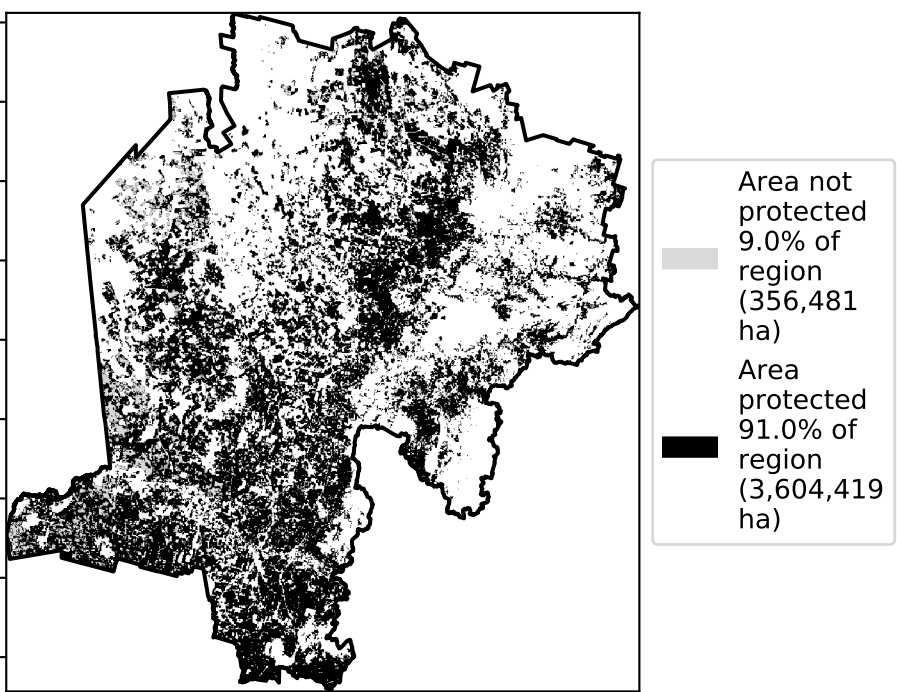 Area not
protected
9.0% of
region
(356,481
ha)
Area
protected
91.0% of
region
(3,604,419
ha)